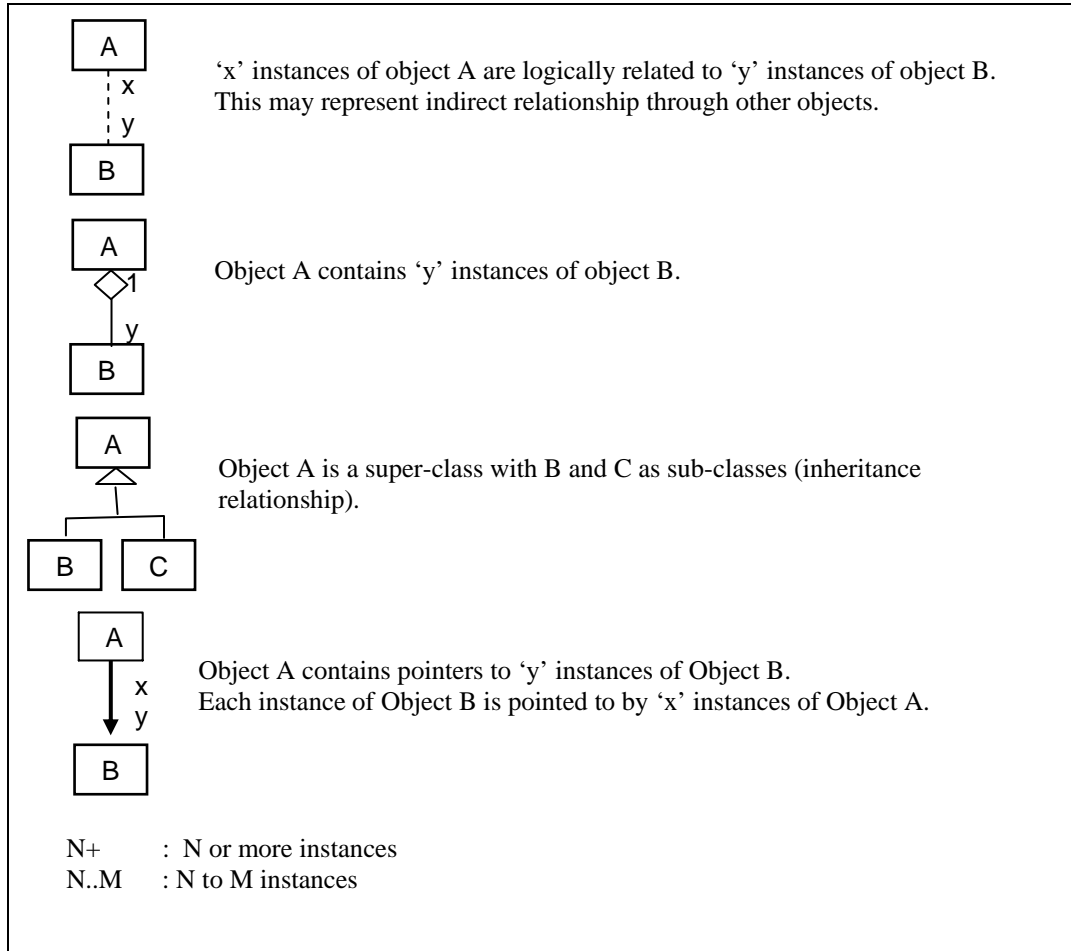 A
x
y
B
‘x’ instances of object A are logically related to ‘y’ instances of object B.
This may represent indirect relationship through other objects.
A
1
y
B
Object A contains ‘y’ instances of object B.
A
B
C
Object A is a super-class with B and C as sub-classes (inheritance
relationship).
A
x
y
B
Object A contains pointers to ‘y’ instances of Object B.
Each instance of Object B is pointed to by ‘x’ instances of Object A.
N+ : N or more instances
N..M : N to M instances